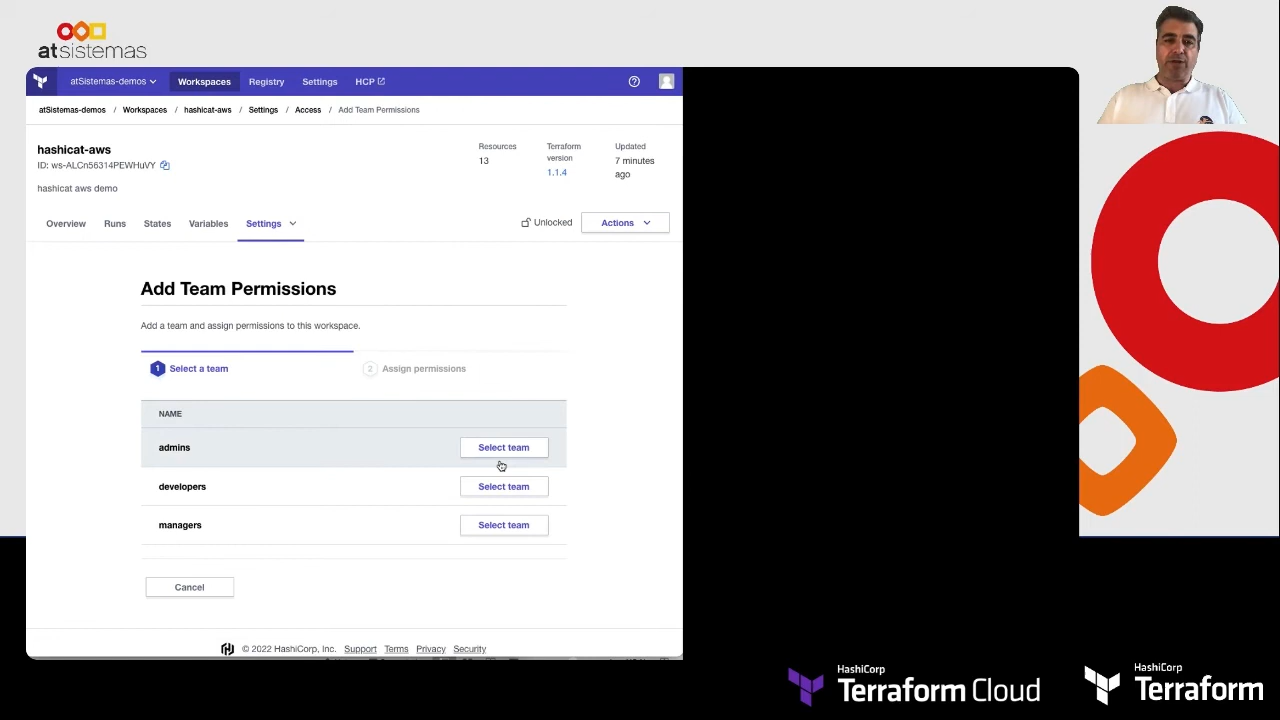 atsistemas
atSistemas-demos Workspaces Registry Settings HCP
atSistemas-demos / Workspaces / hashicat-aws / Settings / Access / Add Team Permissions
hashicat-aws
ID: ws-ALCn56314PEWHuVY
hashicat aws demo
Resources
13
Terraform
version
1.1.4
Updated
7 minutes
ago
Overview Runs States Variables Settings
Unlocked Actions
Add Team Permissions
Add a team and assign permissions to this workspace.
1 Select a team
2 Assign permissions
NAME
admins Select team
developers Select team
managers Select team
Cancel
© 2022 HashiCorp, Inc. Support Terms Privacy Security
HashiCorp
Terraform Cloud
HashiCorp
Terraform